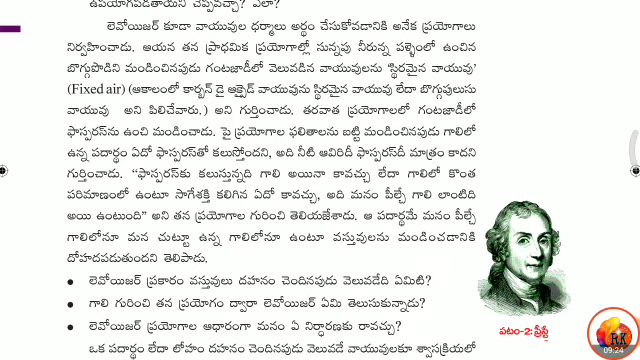 ఉపయోగపడతాయని చెప్పవచ్చా? ఎలా?
లెవోయిజర్ కూడా వాయువుల ధర్మాలు అర్థం చేసుకోవడానికి అనేక ప్రయోగాలు
నిర్వహించాడు. ఆయన తన ప్రాథమిక ప్రయోగాల్లో సున్నపు నీరున్న పళ్ళెంలో ఉంచిన
బొగ్గుపొడిని మండించినపుడు గంటజాడీలో వెలువడిన వాయువులను 'స్థిరమైన వాయువు'
(Fixed air) (ఆకాలంలో కార్బన్ డై ఆక్సైడ్ వాయువును స్థిరమైన వాయువు లేదా బొగ్గుపులుసు
వాయువు అని పిలిచేవారు.) అని గుర్తించాడు. తరవాత ప్రయోగాలలో గంటజాడీలో
ఫాస్ఫరస్‌ను ఉంచి మండించాడు. పై ప్రయోగాల ఫలితాలను బట్టి మండించినపుడు గాలిలో
ఉన్న పదార్థం ఏదో ఫాస్ఫరస్‌తో కలుస్తోందని, అది నీటి ఆవిరిదీ ఫాస్ఫరస్‌దీ మాత్రం కాదని
గుర్తించాడు. "ఫాస్ఫరస్‌కు కలుస్తున్నది గాలి అయినా కావచ్చు లేదా గాలిలో కొంత
పరిమాణంలో ఉంటూ సాగేశక్తి కలిగిన ఏదో కావచ్చు, అది మనం పీల్చే గాలి లాంటిది
అయి ఉంటుంది" అని తన ప్రయోగాల గురించి తెలియజేశాడు. ఆ పదార్థమే మనం పీల్చే
గాలిలోనూ మన చుట్టూ ఉన్న గాలిలోనూ ఉంటూ వస్తువులను మండించడానికి
దోహదపడుతుందని తెలిపాడు.
• లెవోయిజర్ ప్రకారం వస్తువులు దహనం చెందినపుడు వెలువడేది ఏమిటి?
• గాలి గురించి తన ప్రయోగం ద్వారా లెవోయిజర్ ఏమి తెలుసుకున్నాడు?
• లెవోయిజర్ ప్రయోగాల ఆధారంగా మనం ఏ నిర్ధారణకు రావచ్చు?
ఒక పదార్థం లేదా లోహం దహనం చెందినపుడు వెలువడే వాయువులకూ శ్వాసక్రియలో
పటం-2: ప్రీస్ట్లీ
RK
09:24